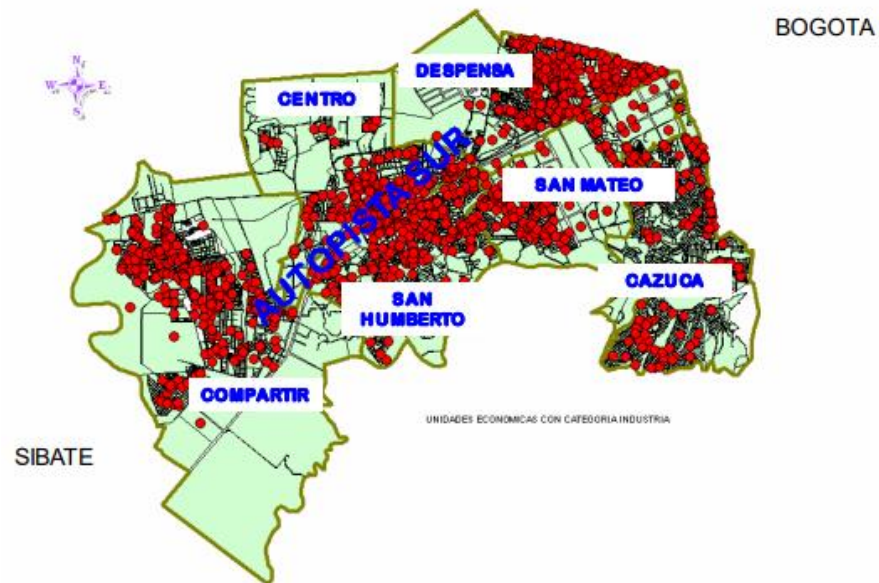 BOGOTA
N
W
E
S
DESPENSA
CENTRO
AUTOPISTA SUR
SAN MATEO
CAZUCA
SAN
HUMBERTO
COMPARTIR
UNIDADES ECONOMICAS CON CATEGORIA INDUSTRIA
SIBATE